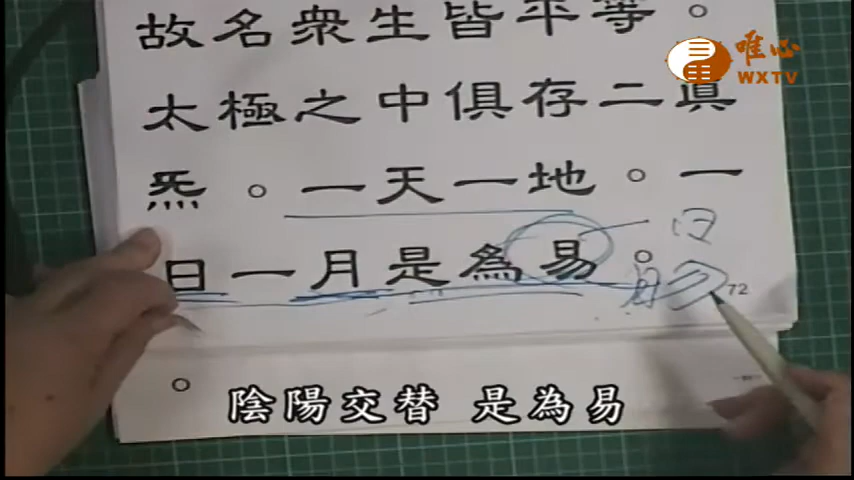 故名眾生皆平等。
唯心
WXTV
太極之中俱存二真
炁。一天一地。一
日一月是為易。
日
月
72
。
陰陽交替 是為易